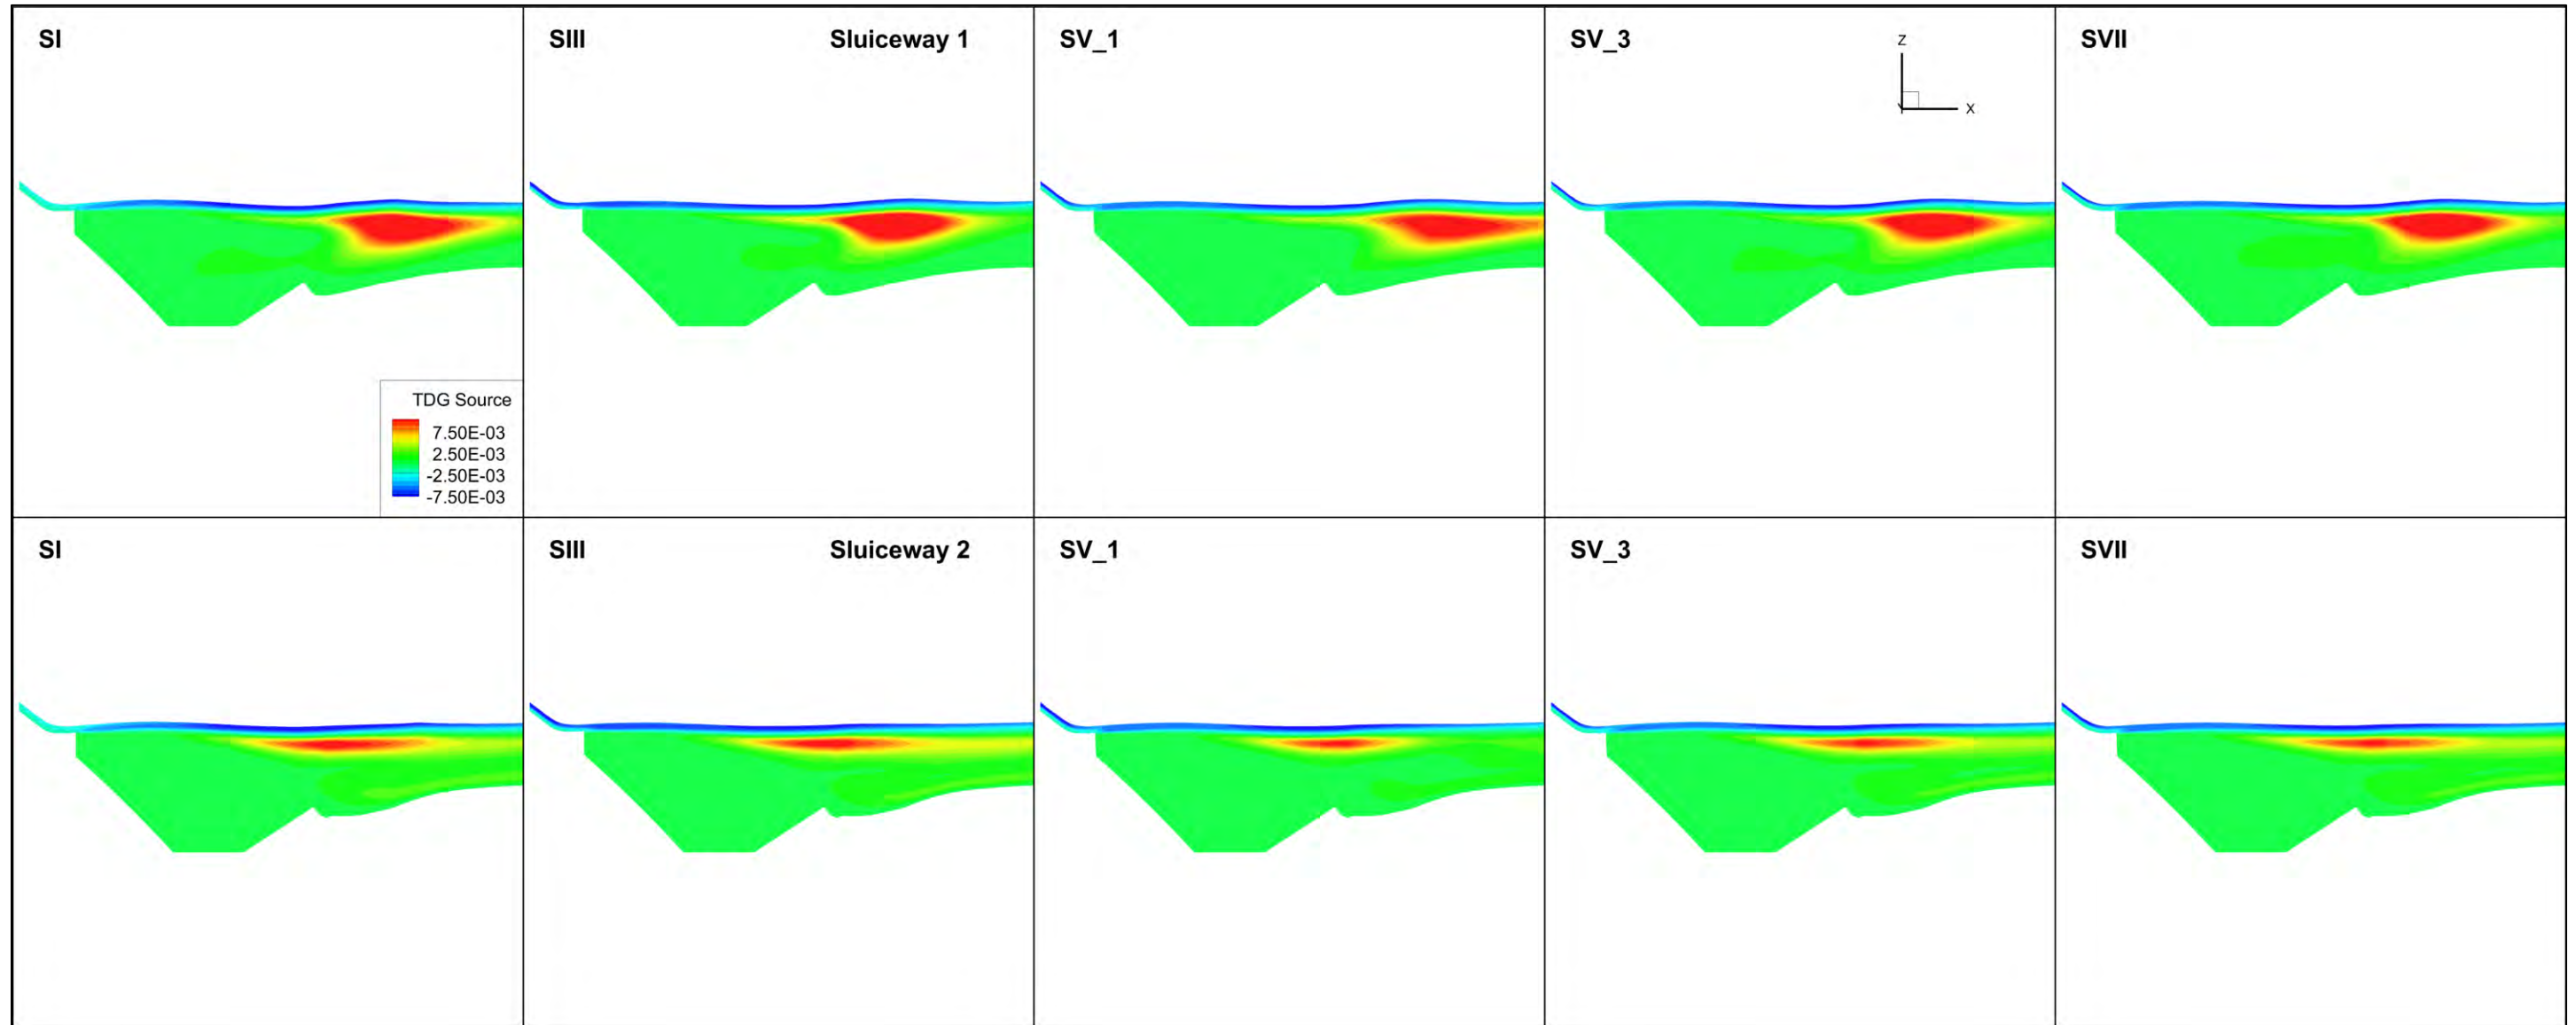 SI
SIII Sluiceway 1
SV_1
SV_3
SVII
Z
X
TDG Source
7.50E-03
2.50E-03
-2.50E-03
-7.50E-03
SI
SIII Sluiceway 2
SV_1
SV_3
SVII